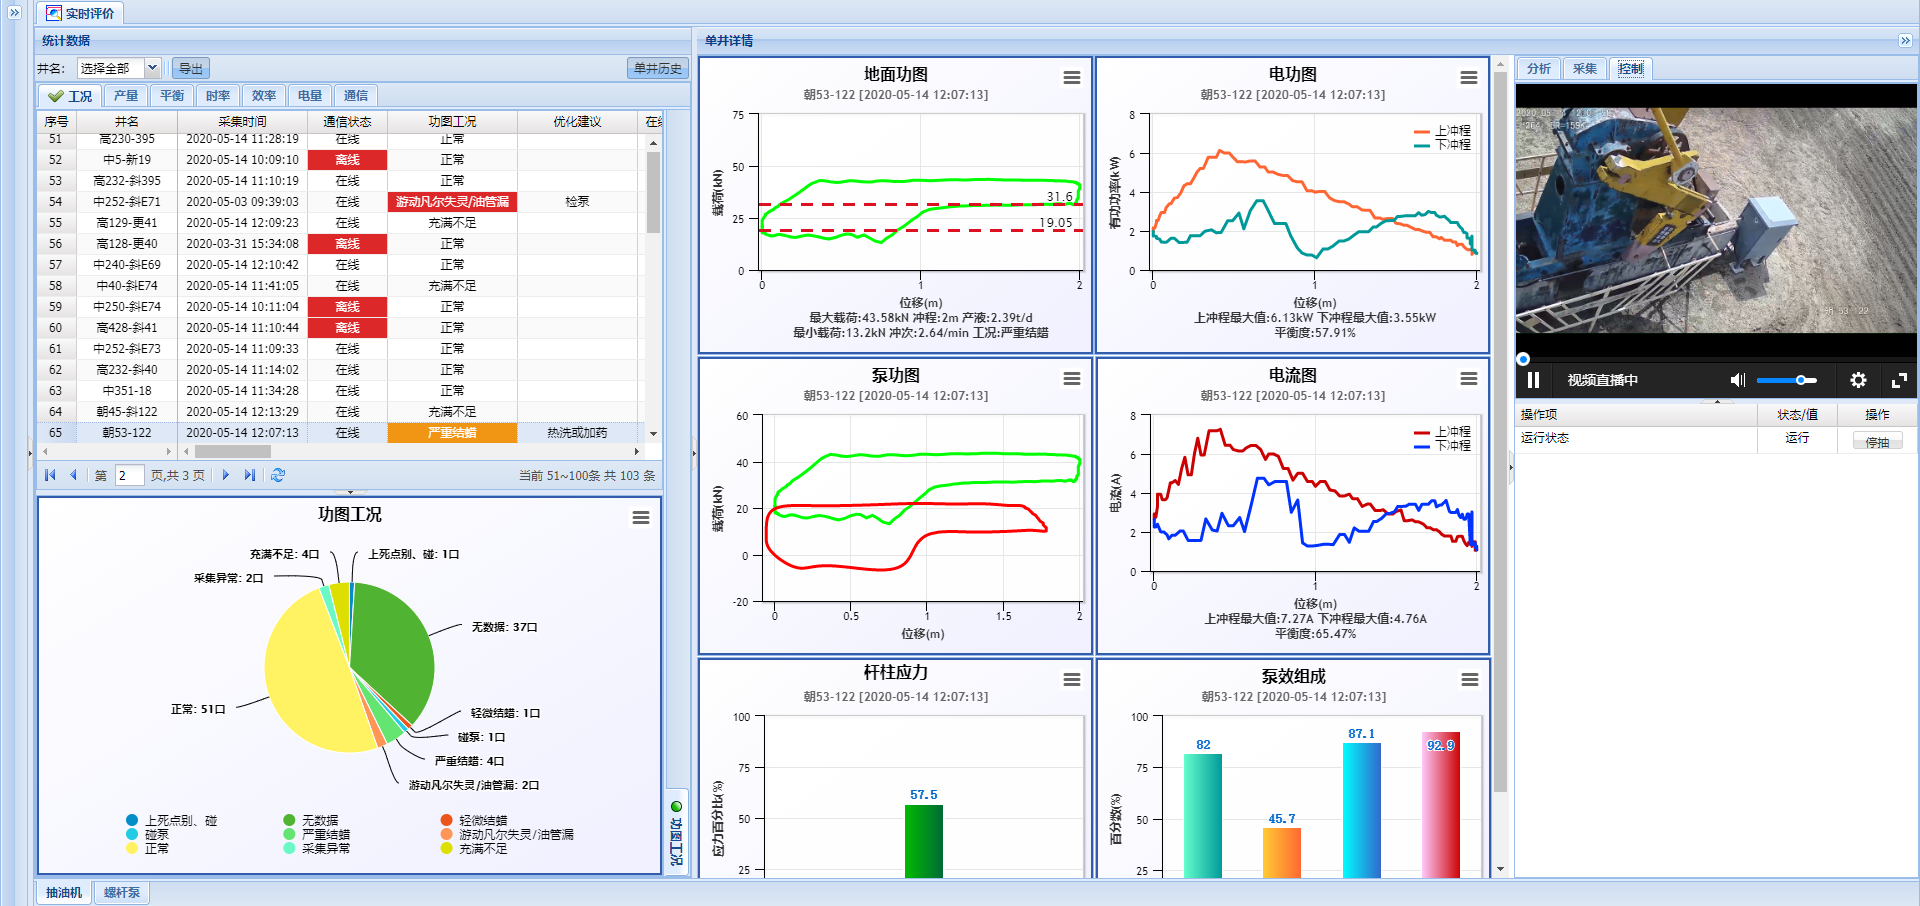 实时评价
统计数据
井名: 选择全部 导出 单井历史
工况 产量 平衡 时率 效率 电量 通信
序号 井名 采集时间 通信状态 功图工况 优化建议 在线
51 高230-395 2020-05-14 11:28:19 在线 正常
52 中5-新19 2020-05-14 10:09:10 离线 正常
53 高232-斜395 2020-05-14 11:10:19 在线 正常
54 中252-斜E71 2020-05-03 09:39:03 在线 游动凡尔失灵/油管漏 检泵
55 高129-更41 2020-05-14 12:09:23 在线 充满不足
56 高128-更40 2020-03-31 15:34:08 离线 正常
57 中240-斜E69 2020-05-14 12:10:42 在线 正常
58 中40-斜E74 2020-05-14 11:41:05 在线 充满不足
59 中250-斜E74 2020-05-14 10:11:04 离线 正常
60 高428-斜41 2020-05-14 11:10:44 离线 正常
61 中252-斜E73 2020-05-14 11:09:33 在线 正常
62 高232-斜40 2020-05-14 11:14:02 在线 正常
63 中351-18 2020-05-14 11:34:28 在线 正常
64 朝45-斜122 2020-05-14 12:13:29 在线 充满不足
65 朝53-122 2020-05-14 12:07:13 在线 严重结蜡 热洗或加药
第 2 页,共 3 页 当前 51~100条 共 103 条
功图工况
充满不足: 4口
上死点别、碰: 1口
采集异常: 2口
无数据: 37口
正常: 51口
轻微结蜡: 1口
碰泵: 1口
严重结蜡: 4口
游动凡尔失灵/油管漏: 2口
上死点别、碰 无数据 轻微结蜡
碰泵 严重结蜡 游动凡尔失灵/油管漏
正常 采集异常 充满不足
功图工况
抽油机 螺杆泵
单井详情
地面功图
朝53-122 [2020-05-14 12:07:13]
载荷(kN)
75
50
25
0
31.6
19.05
0 1 2
位移(m)
最大载荷:43.58kN 冲程:2m 产液:2.39t/d
最小载荷:13.2kN 冲次:2.64/min 工况:严重结蜡
电功图
朝53-122 [2020-05-14 12:07:13]
有功功率(kW)
8
6
4
2
0
上冲程
下冲程
0 1 2
位移(m)
上冲程最大值:6.13kW 下冲程最大值:3.55kW
平衡度:57.91%
泵功图
朝53-122 [2020-05-14 12:07:13]
载荷(kN)
60
40
20
0
-20
0 0.5 1 1.5 2
位移(m)
电流图
朝53-122 [2020-05-14 12:07:13]
电流(A)
8
6
4
2
0
上冲程
下冲程
0 1 2
位移(m)
上冲程最大值:7.27A 下冲程最大值:4.76A
平衡度:65.47%
杆柱应力
朝53-122 [2020-05-14 12:07:13]
应力百分比(%)
100
75
50
25
57.5
泵效组成
朝53-122 [2020-05-14 12:07:13]
百分数(%)
100
75
50
25
82
45.7
87.1
92.9
分析 采集 控制
视频直播中
操作项 状态/值 操作
运行状态 运行 停抽